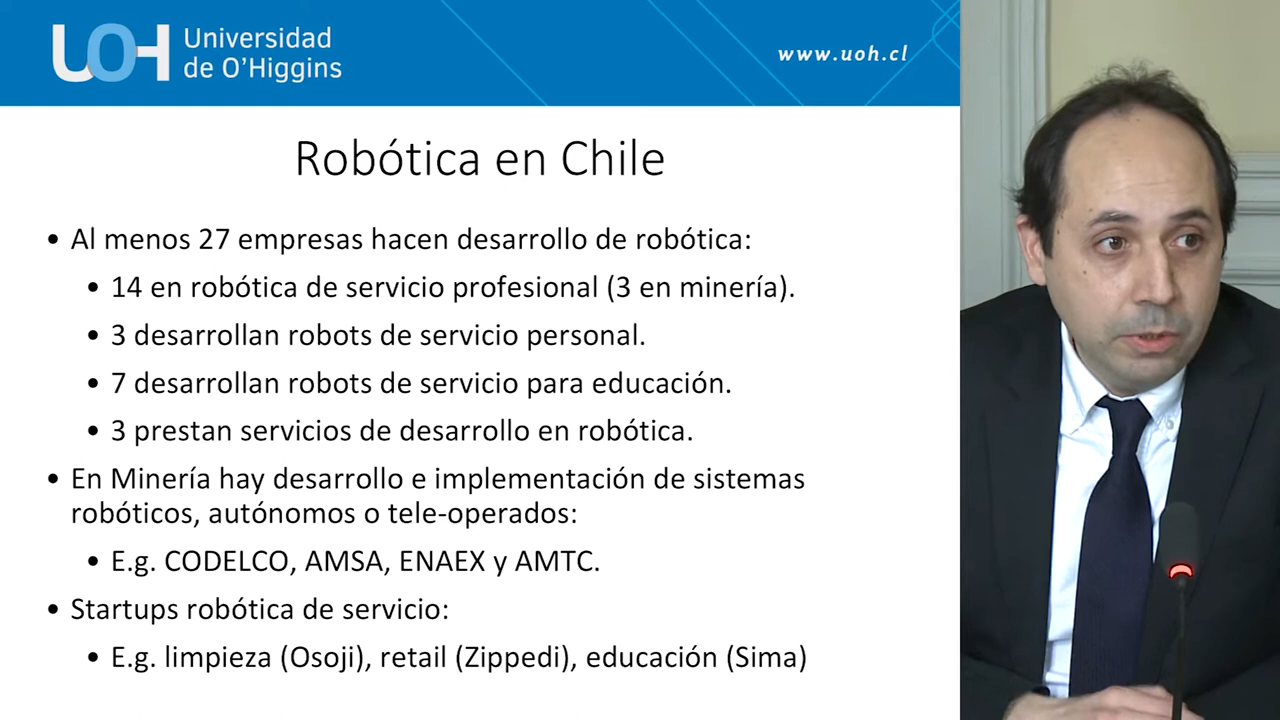 UOH Universidad
de O'Higgins
www.uoh.cl
Robótica en Chile
• Al menos 27 empresas hacen desarrollo de robótica:
• 14 en robótica de servicio profesional (3 en minería).
• 3 desarrollan robots de servicio personal.
• 7 desarrollan robots de servicio para educación.
• 3 prestan servicios de desarrollo en robótica.
• En Minería hay desarrollo e implementación de sistemas
robóticos, autónomos o tele-operados:
• E.g. CODELCO, AMSA, ENAEX y AMTC.
• Startups robótica de servicio:
• E.g. limpieza (Osoji), retail (Zippedi), educación (Sima)